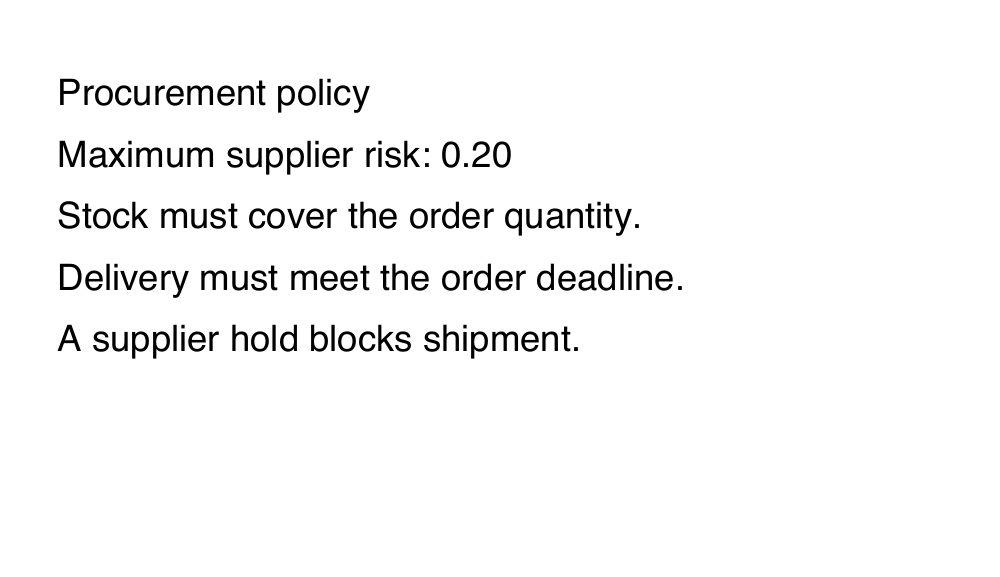 Procurement policy
Maximum supplier risk: 0.20
Stock must cover the order quantity.
Delivery must meet the order deadline.
A supplier hold blocks shipment.